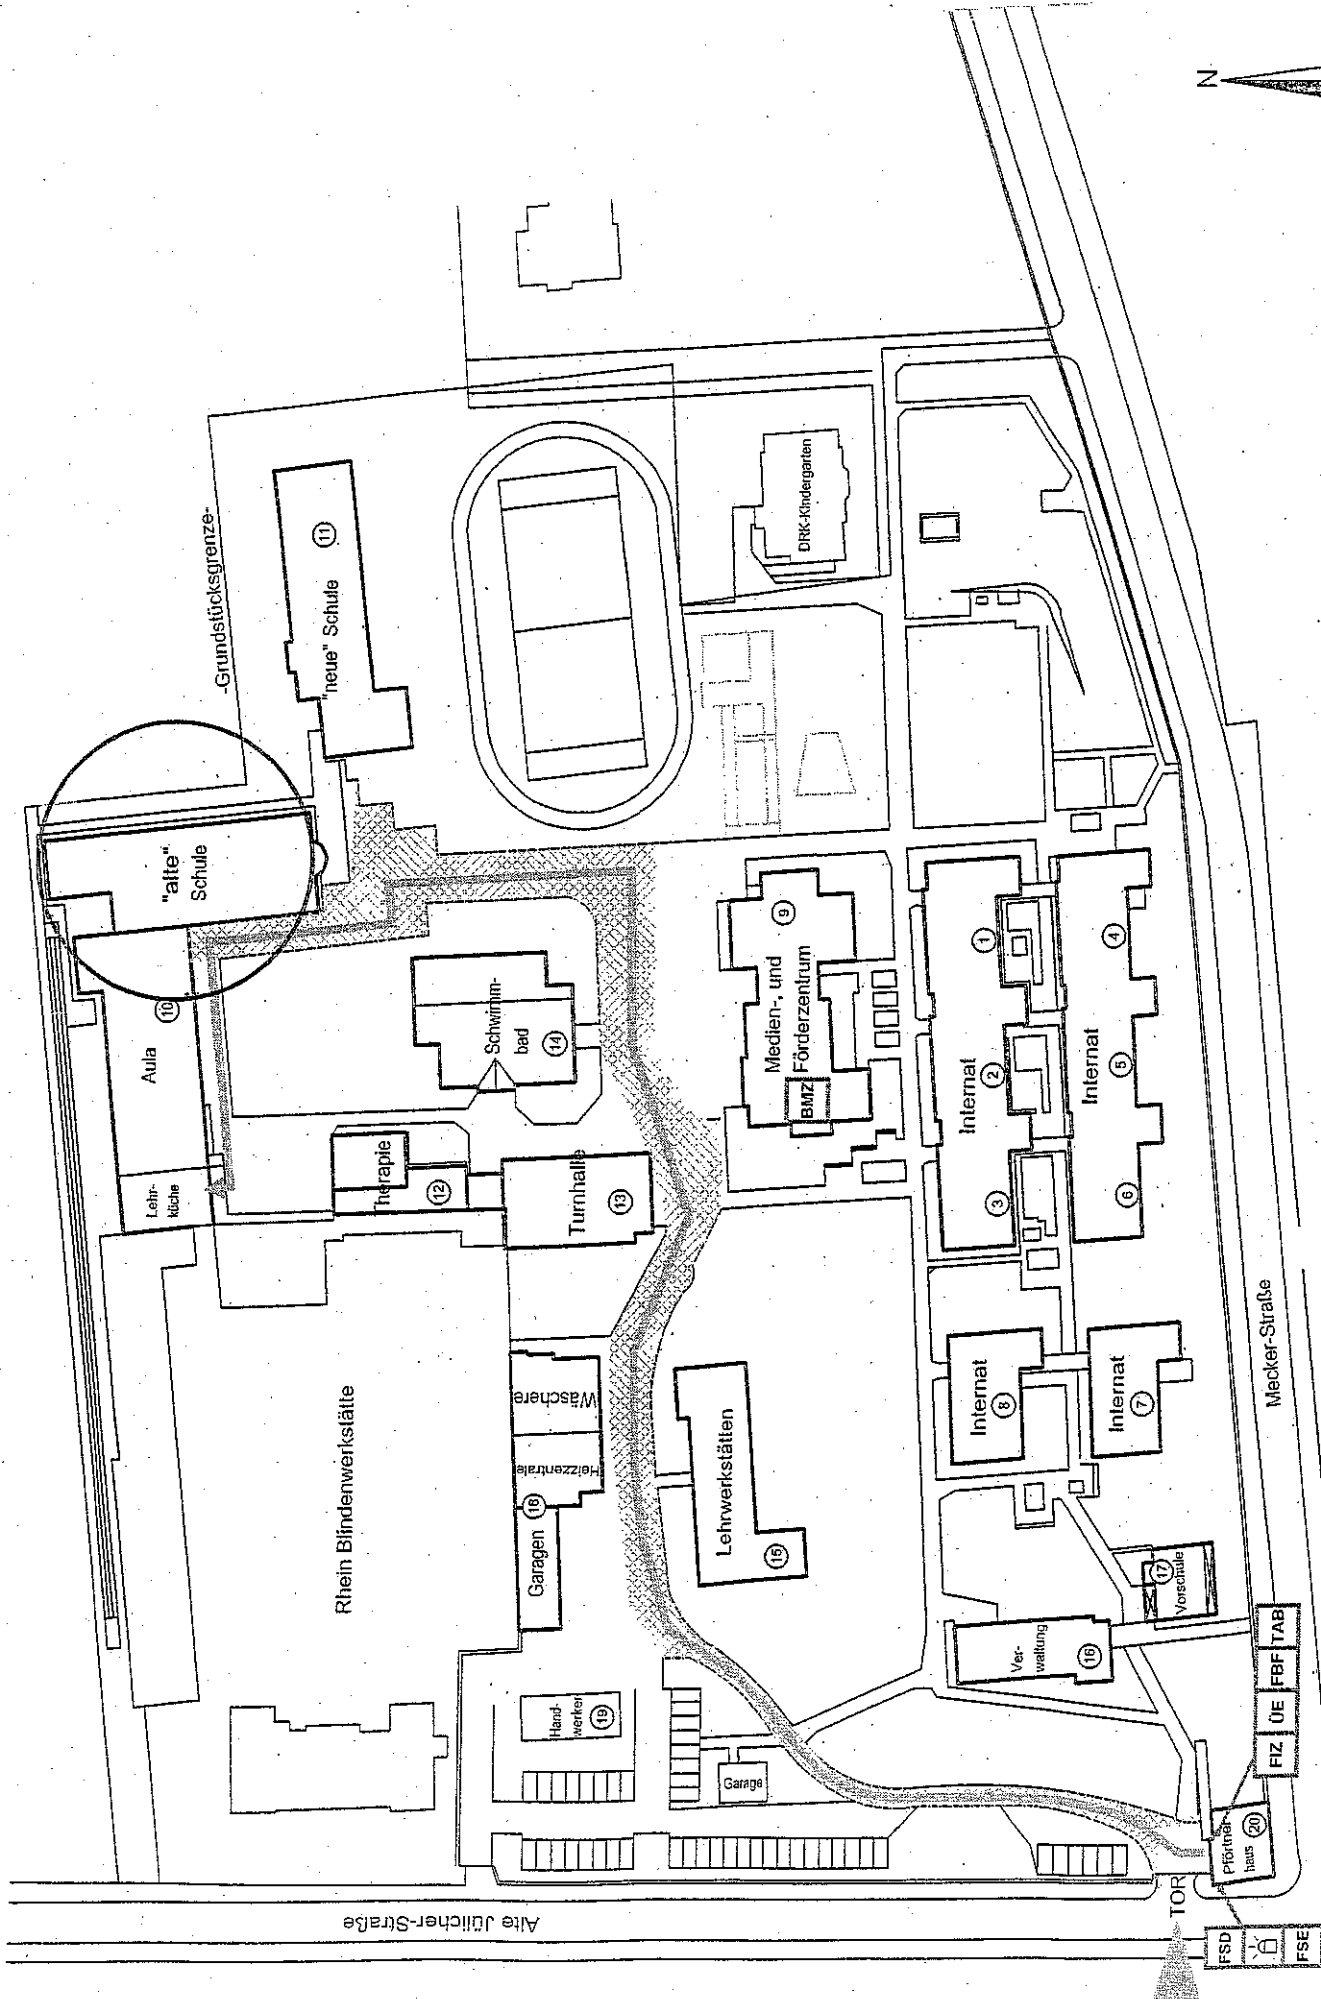 N
-Grundstücksgrenze-
"neue" Schule
11
"alte"
Schule
DRK-Kindergarten
10
Aula
Lehr-
küche
Schwimm-
bad
14
Therapie
12
Turnhalle
13
Medien-, und
Förderzentrum
9
BMZ
1
Internat
2
3
4
Internat
5
6
Internat
8
Internat
7
Rhein Blindenwerkstätte
Wäschere
Heizzentrale
18
Garagen
Lehrwerkstätten
15
Hand-
werker
19
Garage
Ver-
waltung
16
17
Vorschule
Mecker-Straße
FIZ ÜE FBF TAB
Pförtner
haus
20
TOR
Alte Jülicher-Straße
FSD
FSE